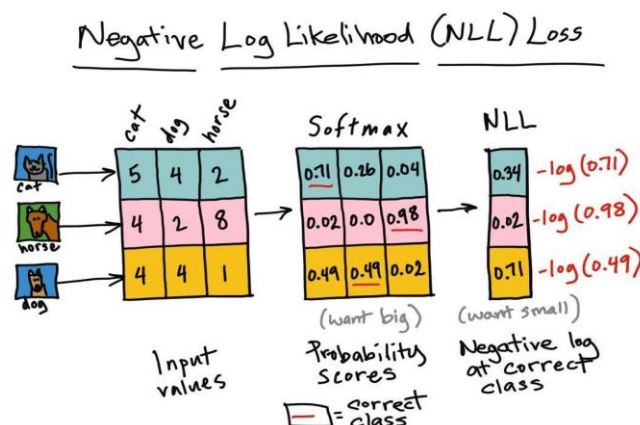 Negative Log Likelihood (NLL) Loss
cat dog horse
Softmax
NLL
cat
5 4 2
0.71 0.26 0.04
0.34 -log(0.71)
horse
4 2 8
0.02 0.0 0.98
0.02 -log(0.98)
dog
4 4 1
0.49 0.49 0.02
0.71 -log(0.49)
(want big)
(want small)
Input
values
Probability
scores
Negative log
at correct
class
= correct
class